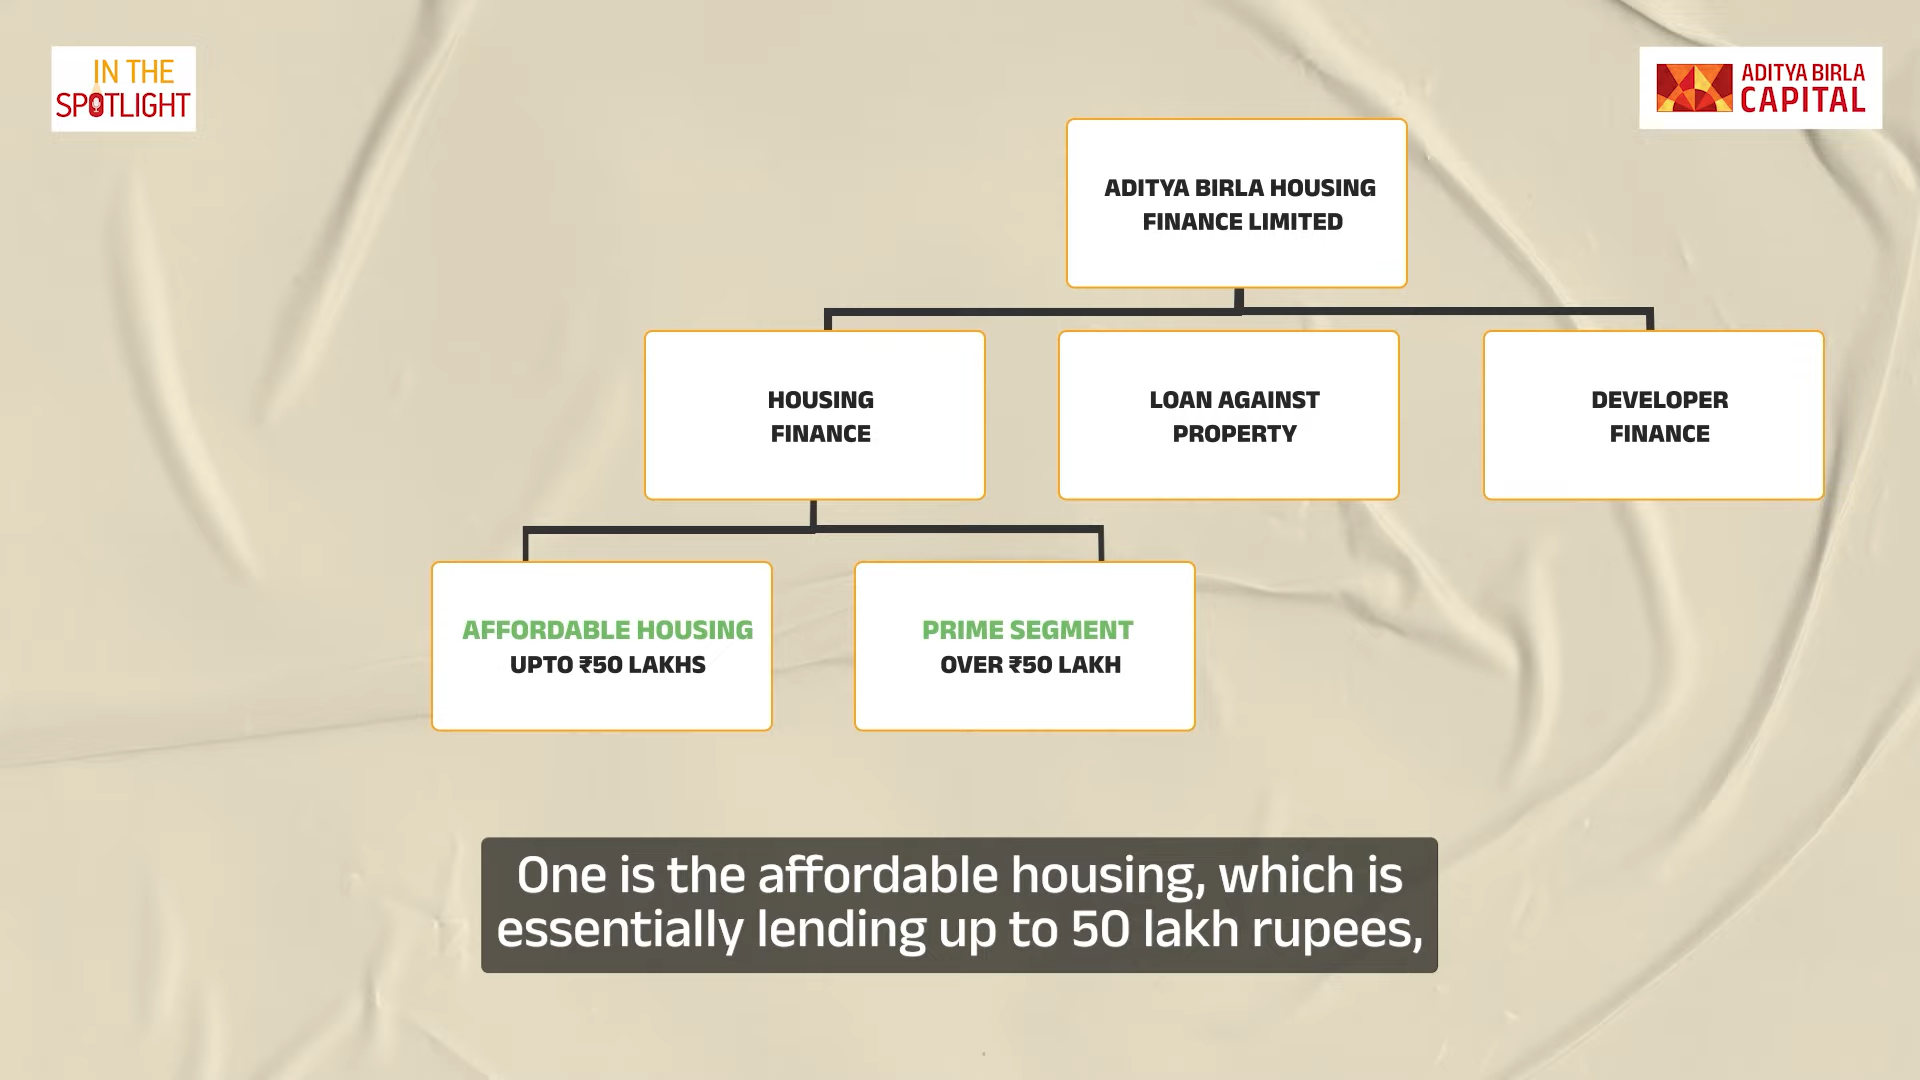 IN THE
SPOTLIGHT
ADITYA BIRLA
CAPITAL
ADITYA BIRLA HOUSING
FINANCE LIMITED
HOUSING
FINANCE
LOAN AGAINST
PROPERTY
DEVELOPER
FINANCE
AFFORDABLE HOUSING
UPTO ₹50 LAKHS
PRIME SEGMENT
OVER ₹50 LAKH
One is the affordable housing, which is
essentially lending up to 50 lakh rupees,